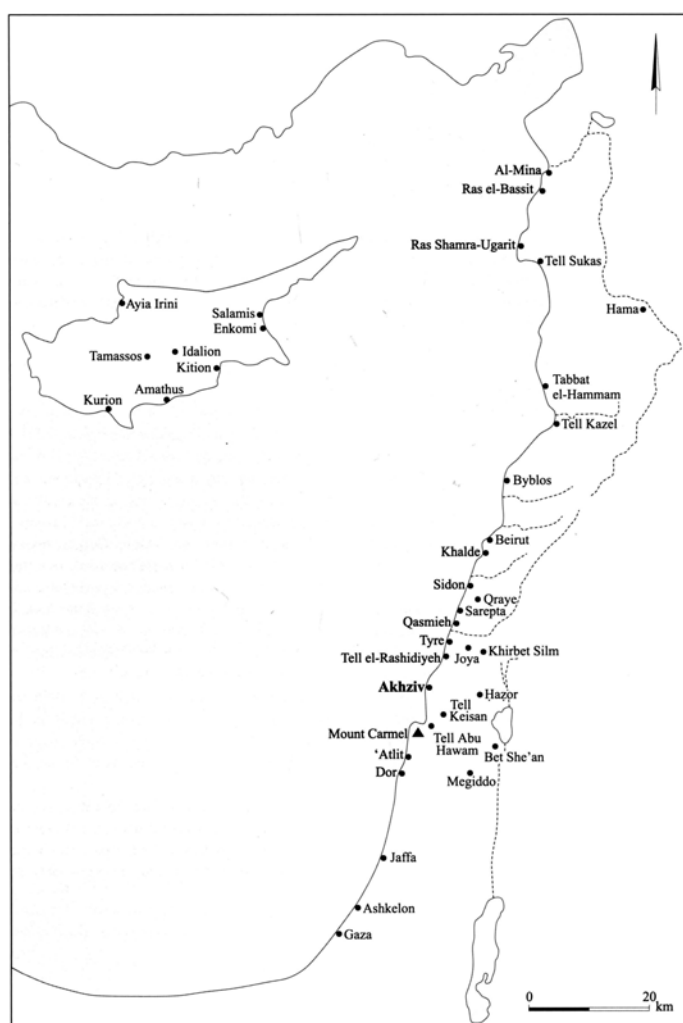 Al-Mina
Ras el-Bassit
Ras Shamra-Ugarit
Tell Sukas
Ayia Irini
Salamis
Hama
Enkomi
Idalion
Tamassos
Kition
Amathus
Kurion
Tabbat
el-Hammam
Tell Kazel
Byblos
Beirut
Khalde
Sidon
Qraye
Sarepta
Qasmieh
Tyre
Joya
Khirbet Silm
Tell el-Rashidiyeh
Akhziv
Hazor
Tell
Keisan
Mount Carmel
Tell Abu
Hawam
Bet She'an
'Atlit
Dor
Megiddo
Jaffa
Ashkelon
Gaza
0 20
km